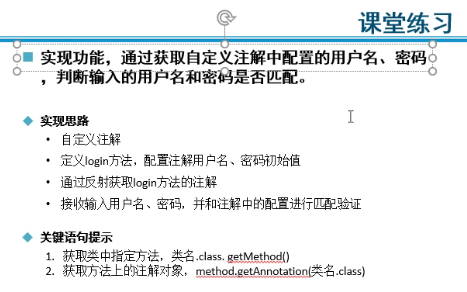 课堂练习
实现功能，通过获取自定义注解中配置的用户名、密码
，判断输入的用户名和密码是否匹配。
实现思路
• 自定义注解
• 定义login方法，配置注解用户名、密码初始值
• 通过反射获取login方法的注解
• 接收输入用户名、密码，并和注解中的配置进行匹配验证
关键语句提示
1. 获取类中指定方法，类名.class. getMethod()
2. 获取方法上的注解对象，method.getAnnotation(类名.class)